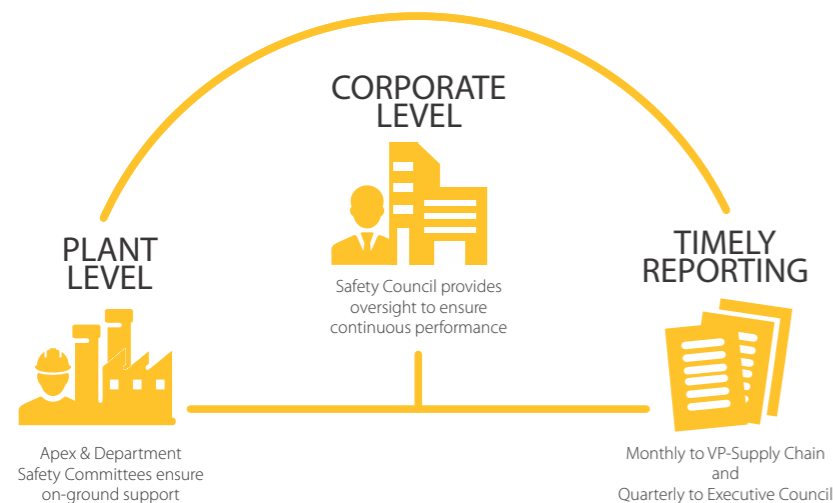 CORPORATE
LEVEL
Safety Council provides
oversight to ensure
continuous performance
PLANT
LEVEL
Apex & Department
Safety Committees ensure
on-ground support
TIMELY
REPORTING
Monthly to VP-Supply Chain
and
Quarterly to Executive Council